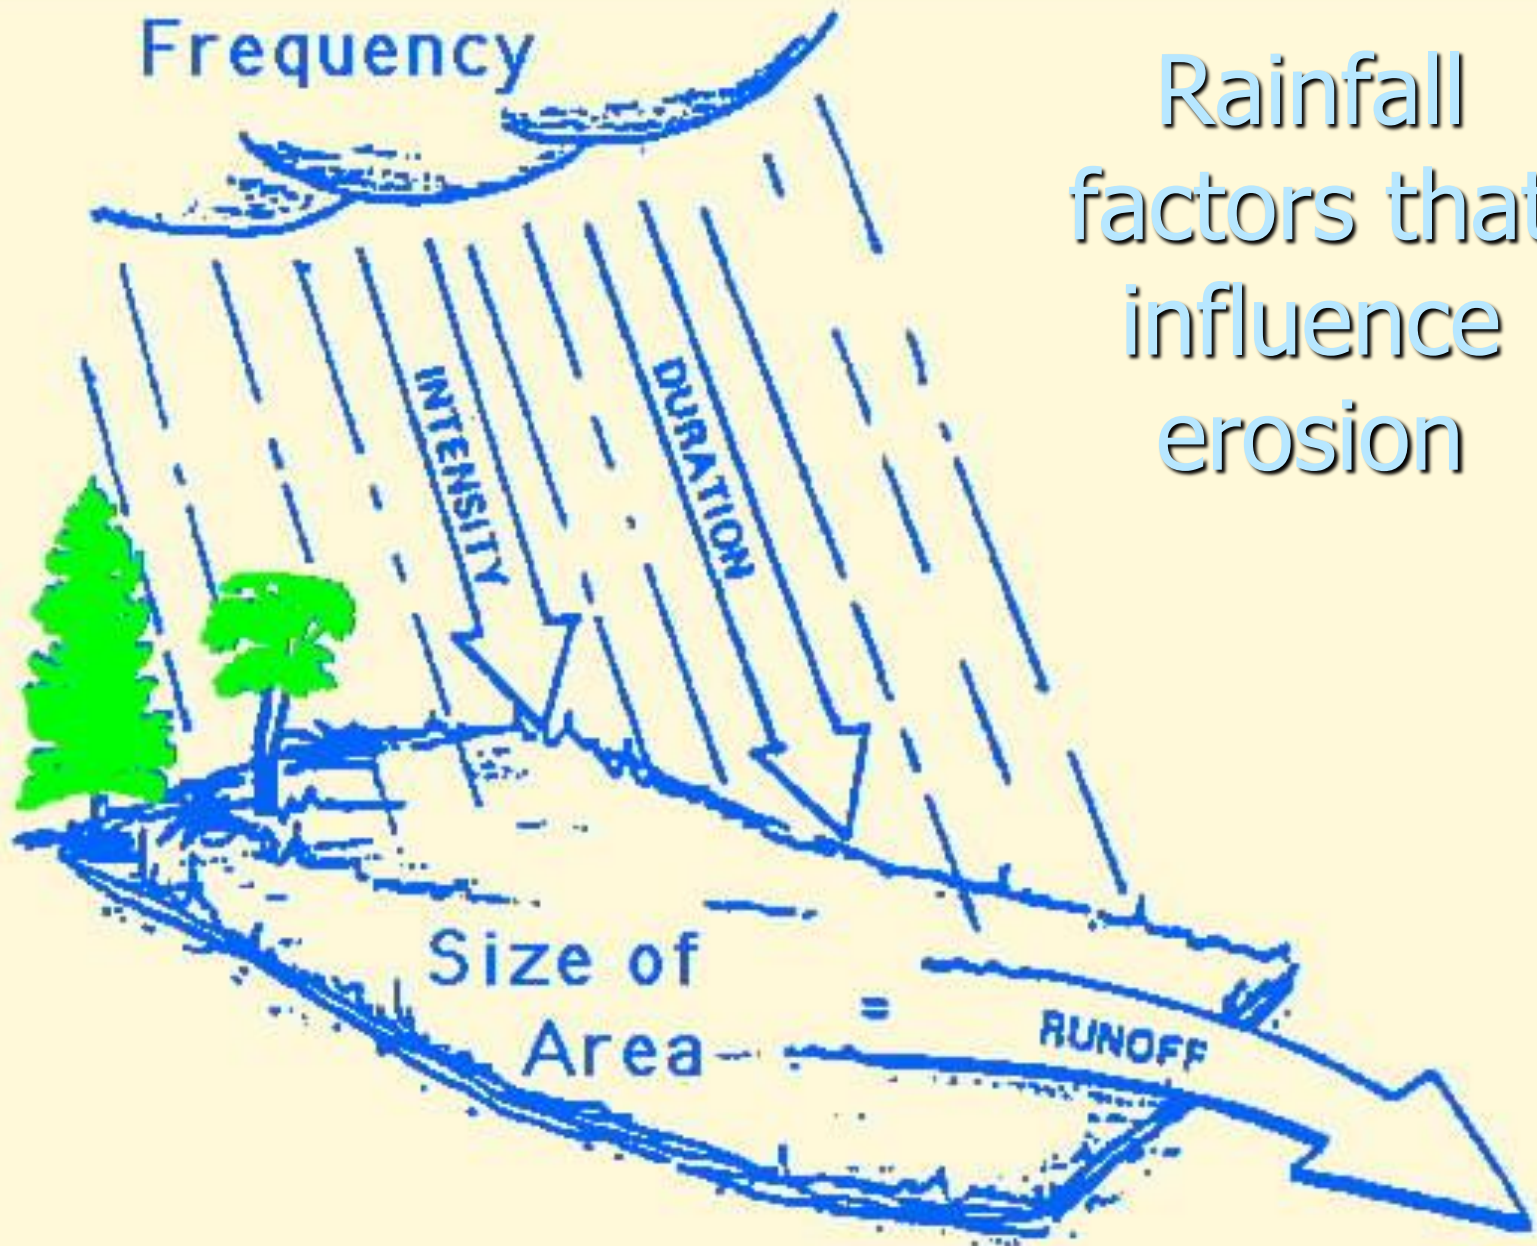 Frequency
Rainfall
factors that
influence
erosion
INTENSITY
DURATION
Size of
Area
=
RUNOFF